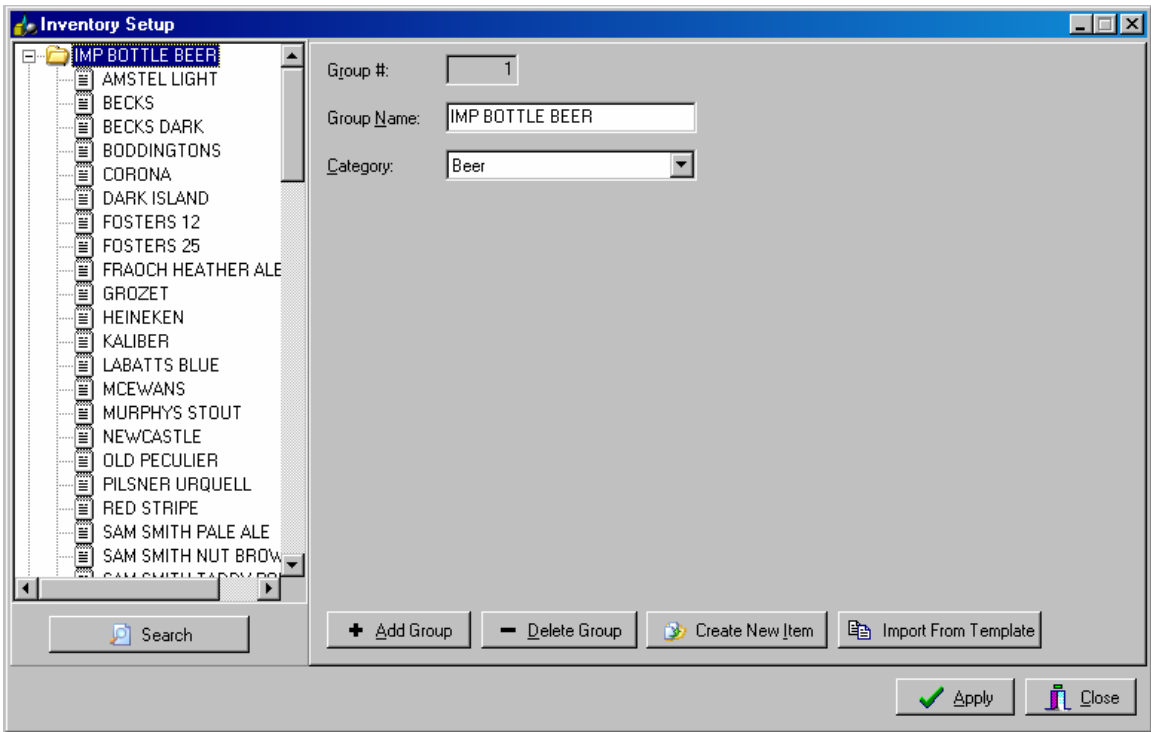 Inventory Setup
IMP BOTTLE BEER
AMSTEL LIGHT
BECKS
BECKS DARK
BODDINGTONS
CORONA
DARK ISLAND
FOSTERS 12
FOSTERS 25
FRAOCH HEATHER ALE
GROZET
HEINEKEN
KALIBER
LABATTS BLUE
MCEWANS
MURPHYS STOUT
NEWCASTLE
OLD PECULIER
PILSNER URQUELL
RED STRIPE
SAM SMITH PALE ALE
SAM SMITH NUT BROW
SAM SMITH TADDY
Search
Group #: 1
Group Name: IMP BOTTLE BEER
Category: Beer
Add Group Delete Group Create New Item Import From Template
Apply Close